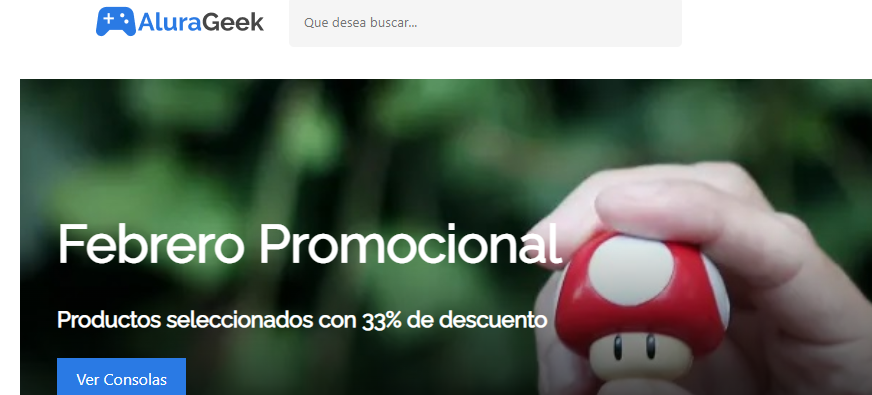 AluraGeek
Que desea buscar...
Febrero Promocional
Productos seleccionados con 33% de descuento
Ver Consolas